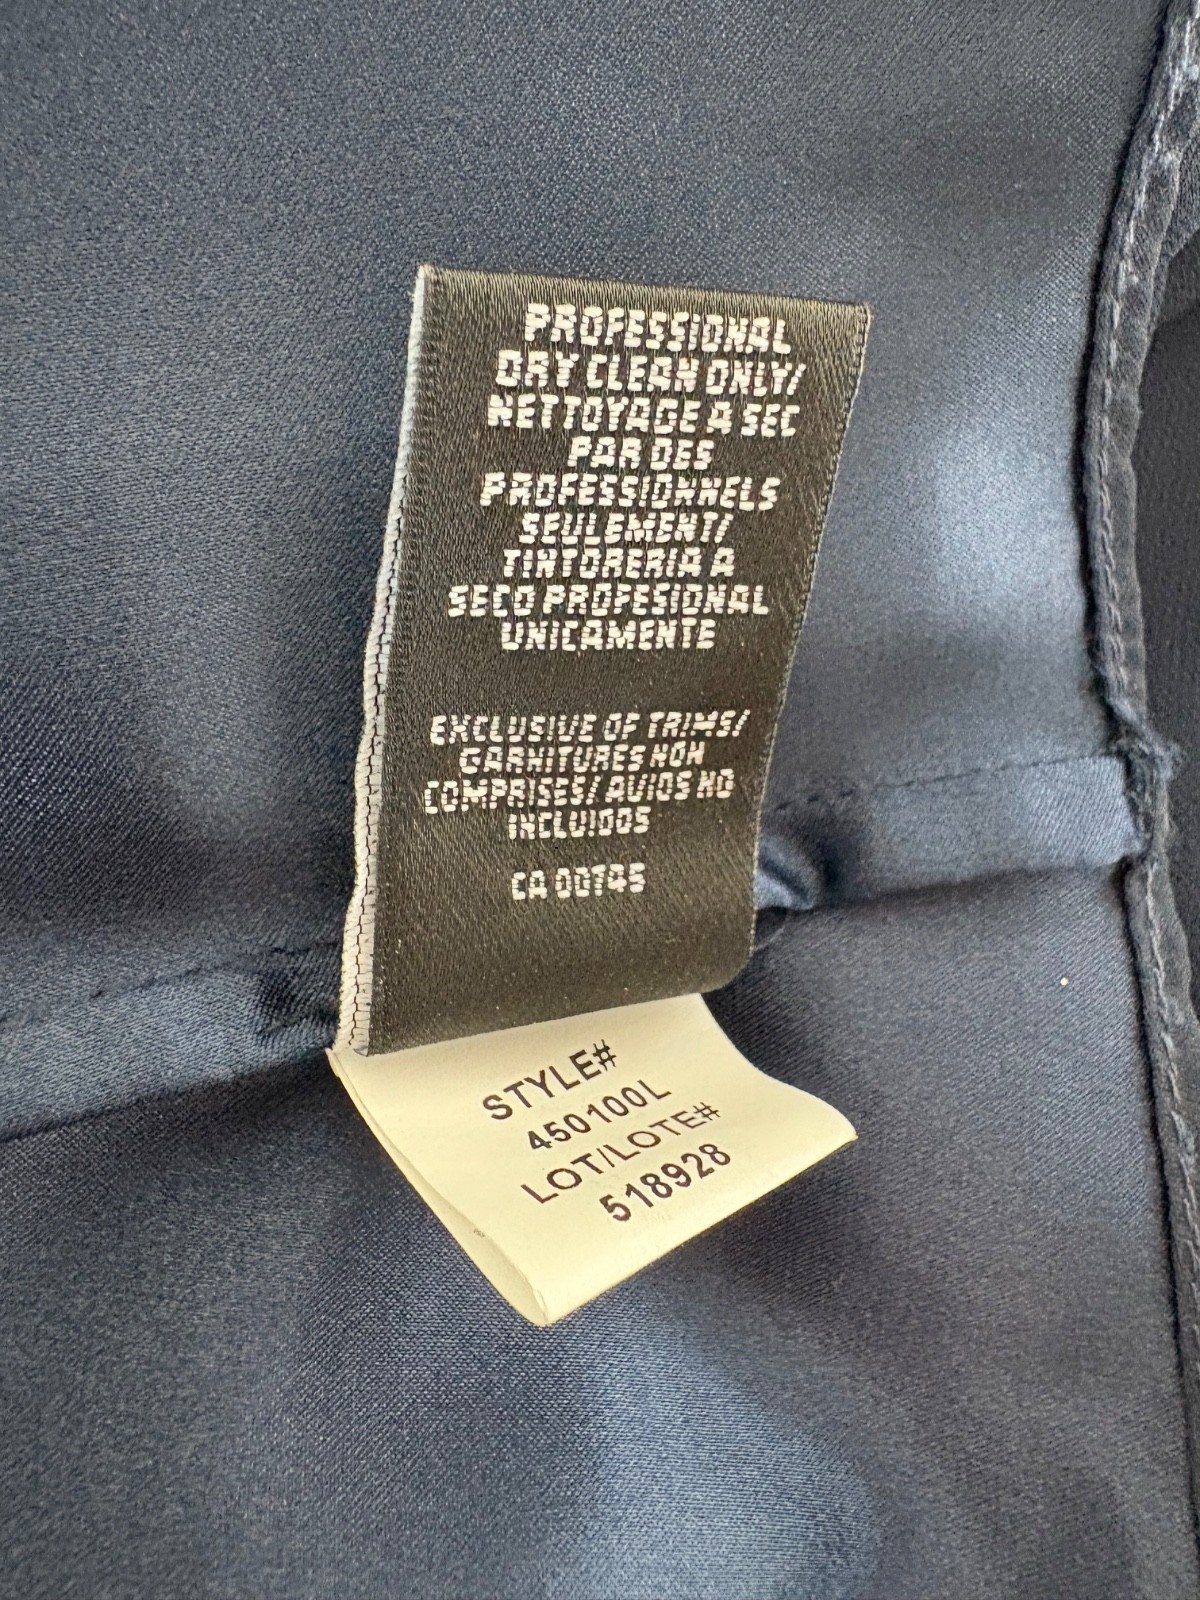 PROFESSIONAL
DRY CLEAN ONLY/
NETTOYAGE A SEC
PAR DES
PROFESSIONNELS
SEULEMENT/
TINTORERIA A
SECO PROFESIONAL
UNICAMENTE
EXCLUSIVE OF TRIMS/
GARNITURES NON
COMPRISES/ AVIOS NO
INCLUIDOS
CA 00745
STYLE#
450100L
LOT/LOTE#
518928